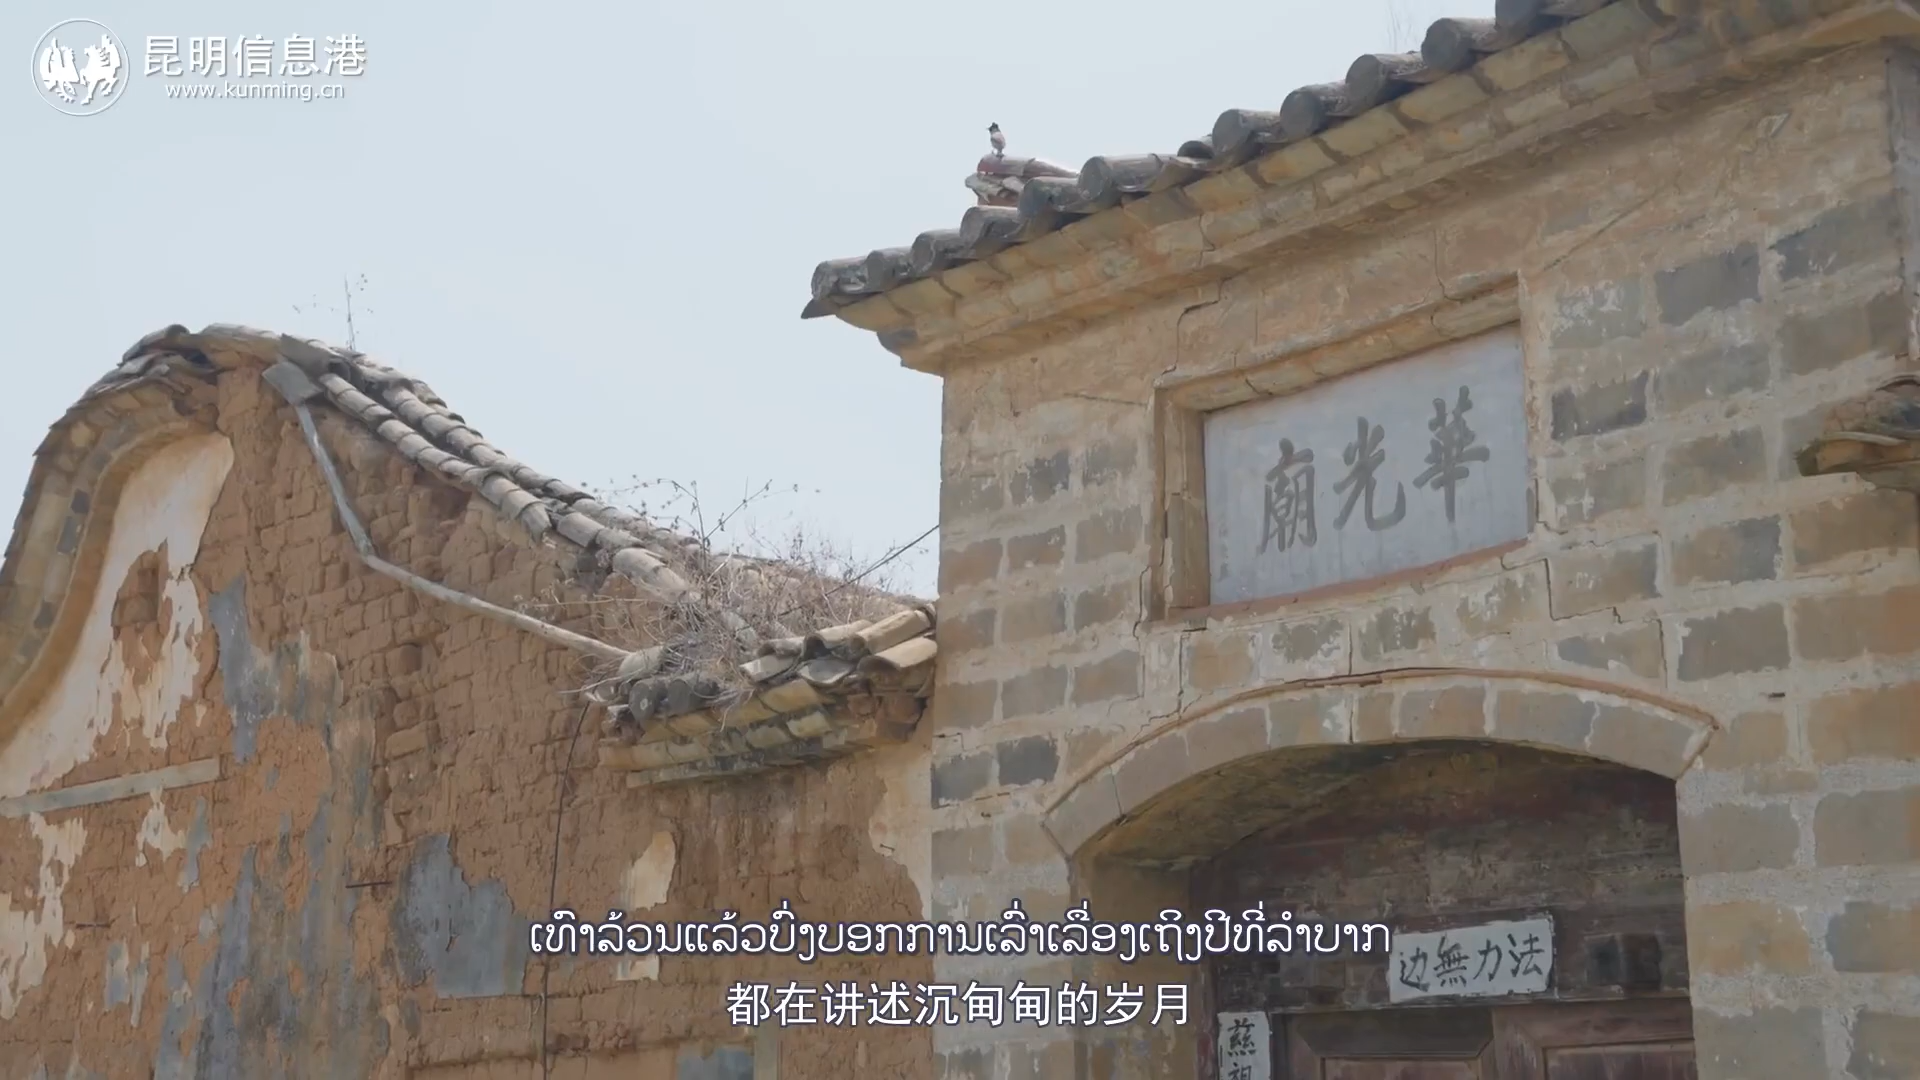 昆明信息港
www.kunming.cn
華光廟
ເທົາລ້ວນແລ້ວບົ່ງບອກການເລົ່າເລື່ອງເຖິງປີທີ່ລຳບາກ
边無力法
都在讲述沉甸甸的岁月
慈
祖